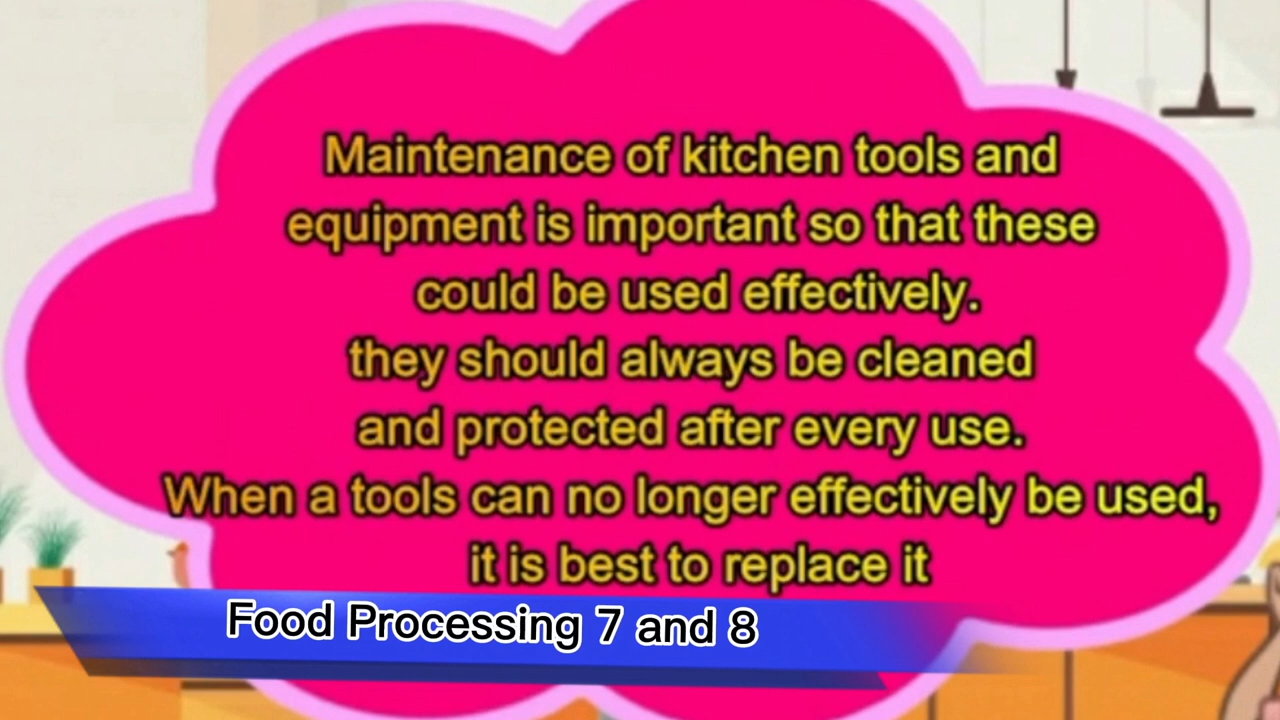 Maintenance of kitchen tools and
equipment is important so that these
could be used effectively.
they should always be cleaned
and protected after every use.
When a tools can no longer effectively be used,
it is best to replace it
Food Processing 7 and 8